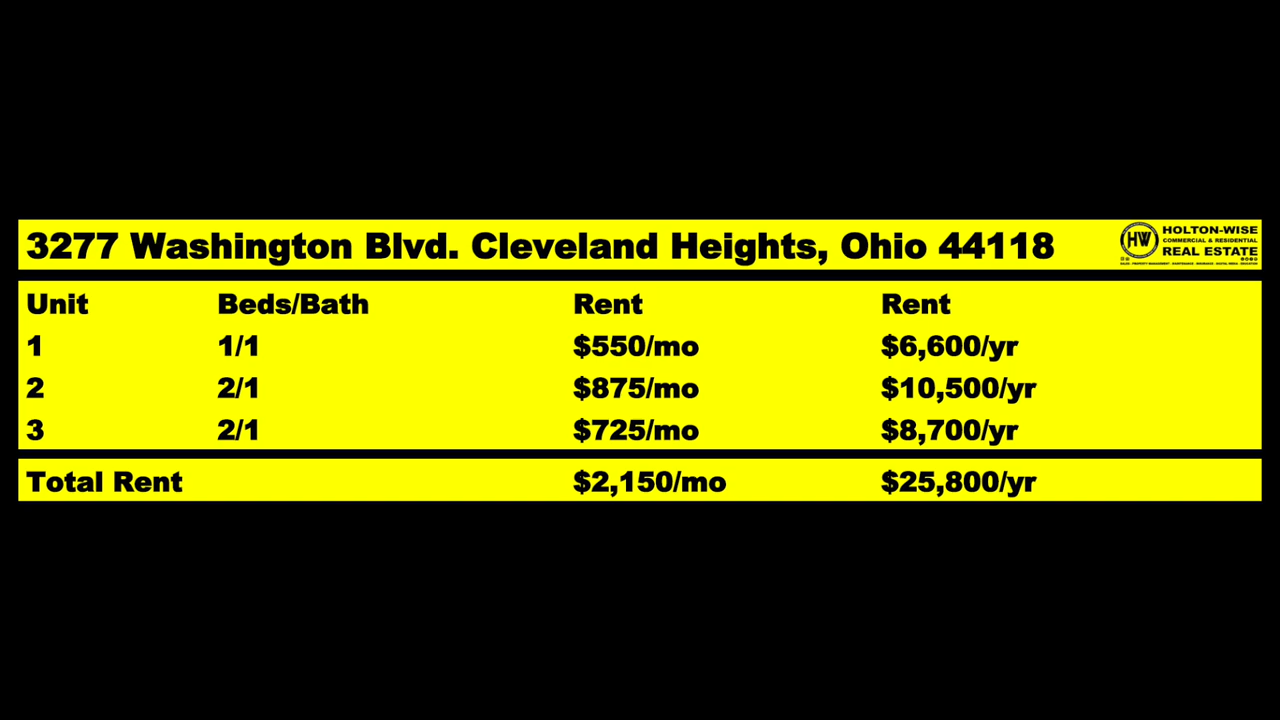 3277 Washington Blvd. Cleveland Heights, Ohio 44118
HW
HOLTON-WISE
COMMERCIAL & RESIDENTIAL
REAL ESTATE
Unit Beds/Bath Rent Rent
1 1/1 $550/mo $6,600/yr
2 2/1 $875/mo $10,500/yr
3 2/1 $725/mo $8,700/yr
Total Rent $2,150/mo $25,800/yr